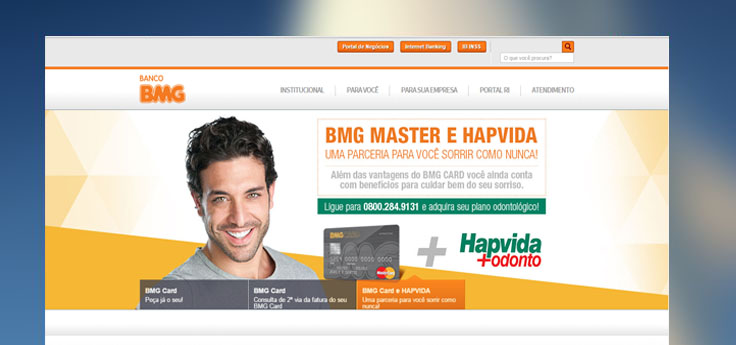 Portal de Negócios Internet Banking
O que você procura?
BANCO
BMG
INSTITUCIONAL PARA VOCÊ PARA SUA EMPRESA PORTAL RI ATENDIMENTO
BMG MASTER E HAPVIDA
UMA PARCERIA PARA VOCÊ SORRIR COMO NUNCA!
Além das vantagens do BMG CARD você ainda conta
com benefícios para cuidar bem do seu sorriso.
Ligue para 0800.284.9131 e adquira seu plano odontológico!
BMG
MasterCard
+
Hapvida
+odonto
BMG Card
Peça já o seu!
BMG Card
Consulta de 2ª via da fatura do seu
BMG Card
BMG Card e HAPVIDA
Uma parceria para você sorrir como
nunca!